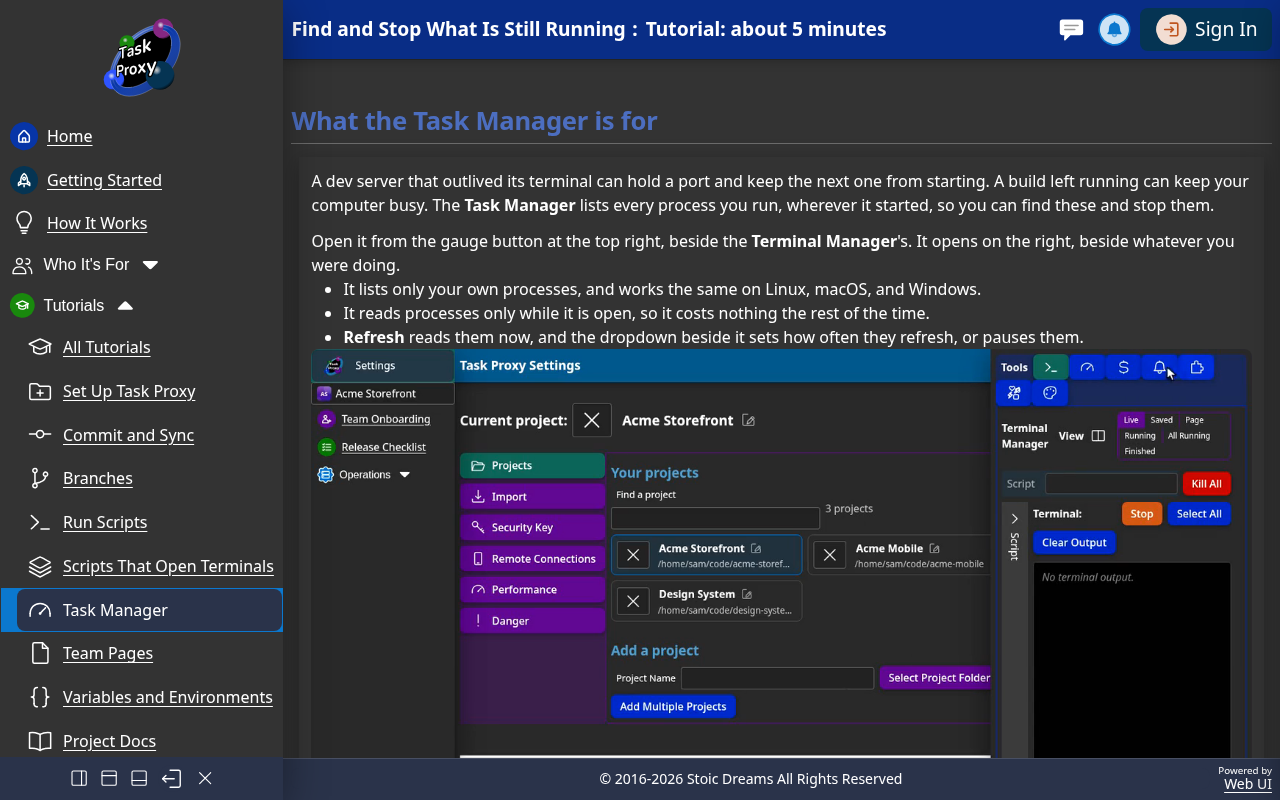 Task
Proxy
Find and Stop What Is Still Running : Tutorial: about 5 minutes
Sign In
Home
Getting Started
How It Works
Who It's For
Tutorials
All Tutorials
Set Up Task Proxy
Commit and Sync
Branches
Run Scripts
Scripts That Open Terminals
Task Manager
Team Pages
Variables and Environments
Project Docs
What the Task Manager is for
A dev server that outlived its terminal can hold a port and keep the next one from starting. A build left running can keep your
computer busy. The Task Manager lists every process you run, wherever it started, so you can find these and stop them.
Open it from the gauge button at the top right, beside the Terminal Manager's. It opens on the right, beside whatever you
were doing.
It lists only your own processes, and works the same on Linux, macOS, and Windows.
It reads processes only while it is open, so it costs nothing the rest of the time.
Refresh reads them now, and the dropdown beside it sets how often they refresh, or pauses them.
Settings
AS Acme Storefront
Team Onboarding
Release Checklist
Operations
Task Proxy Settings
Current project: Acme Storefront
Projects
Import
Security Key
Remote Connections
Performance
Danger
Your projects
Find a project
3 projects
Acme Storefront
/home/sam/code/acme-storef...
Acme Mobile
/home/sam/code/acme-mobile
Design System
/home/sam/code/design-syste...
Add a project
Project Name
Select Project Folder
Add Multiple Projects
Tools
Terminal
Manager
View
Live Saved Page
Running All Running
Finished
Script
Kill All
Script
Terminal:
Stop
Select All
Clear Output
No terminal output.
© 2016-2026 Stoic Dreams All Rights Reserved
Powered by
Web UI